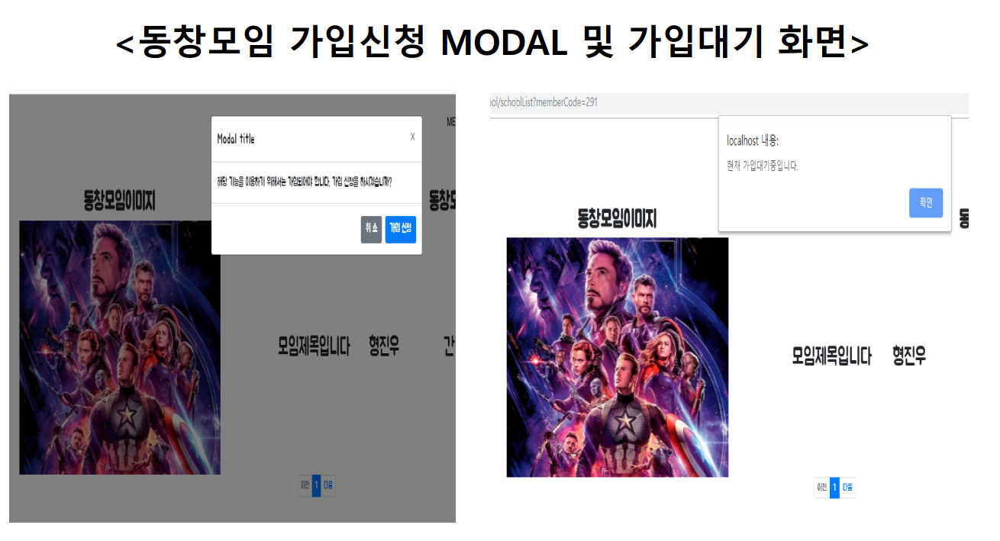 <동창모임 가입신청 MODAL 및 가입대기 화면>
ME
Modal title
×
해당 기능을 이용하기 위해서는 가입되어야 합니다. 가입 신청을 하시겠습니까?
취소 가입 신청
동창모임이미지 동창모
모임제목입니다 형진우 간
이전 1 다음
ool/schoolList?memberCode=291
localhost 내용:
현재 가입대기중입니다.
확인
동창모임이미지
모임제목입니다 형진우
이전 1 다음